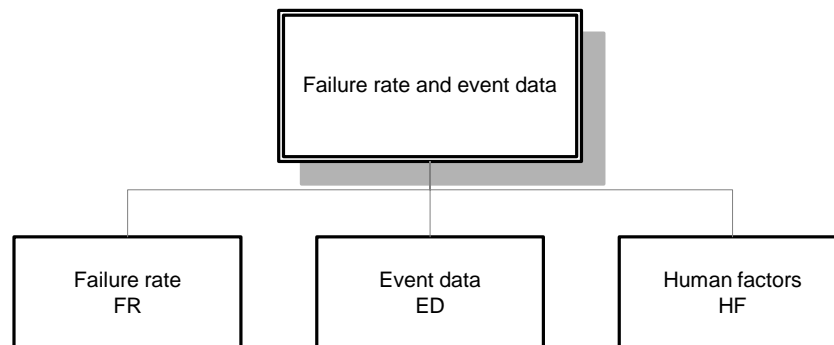 Failure rate and event data
Failure rate
FR
Event data
ED
Human factors
HF